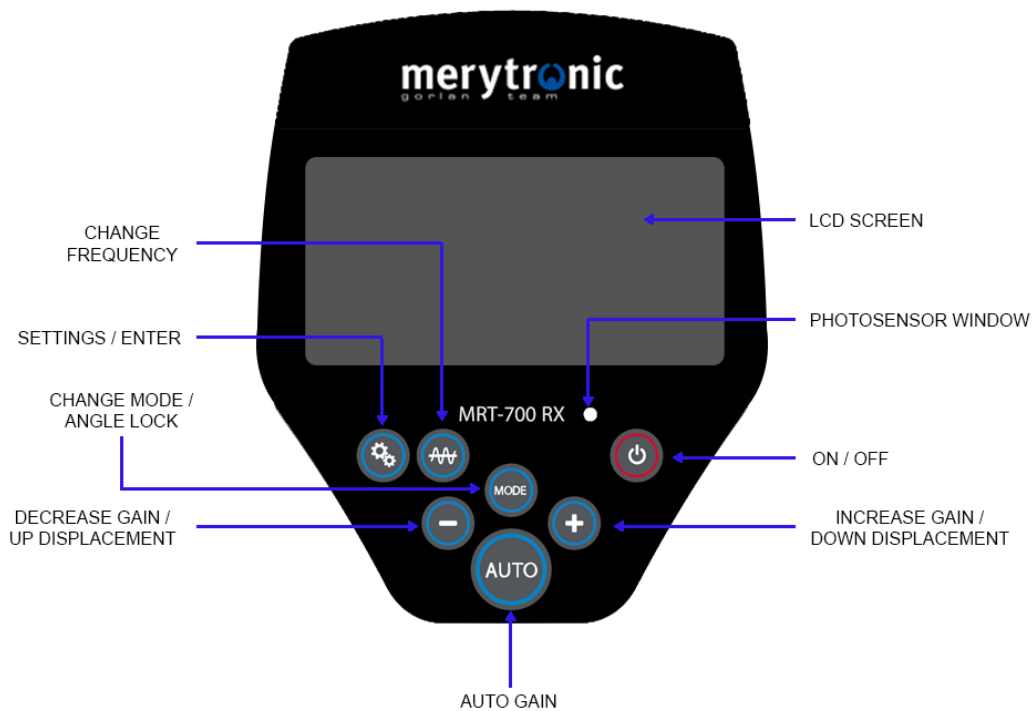 merytronic
gorlan team
LCD SCREEN
CHANGE
FREQUENCY
SETTINGS / ENTER
PHOTOSENSOR WINDOW
CHANGE MODE /
ANGLE LOCK
MRT-700 RX
ON / OFF
MODE
DECREASE GAIN /
UP DISPLACEMENT
INCREASE GAIN /
DOWN DISPLACEMENT
AUTO
AUTO GAIN